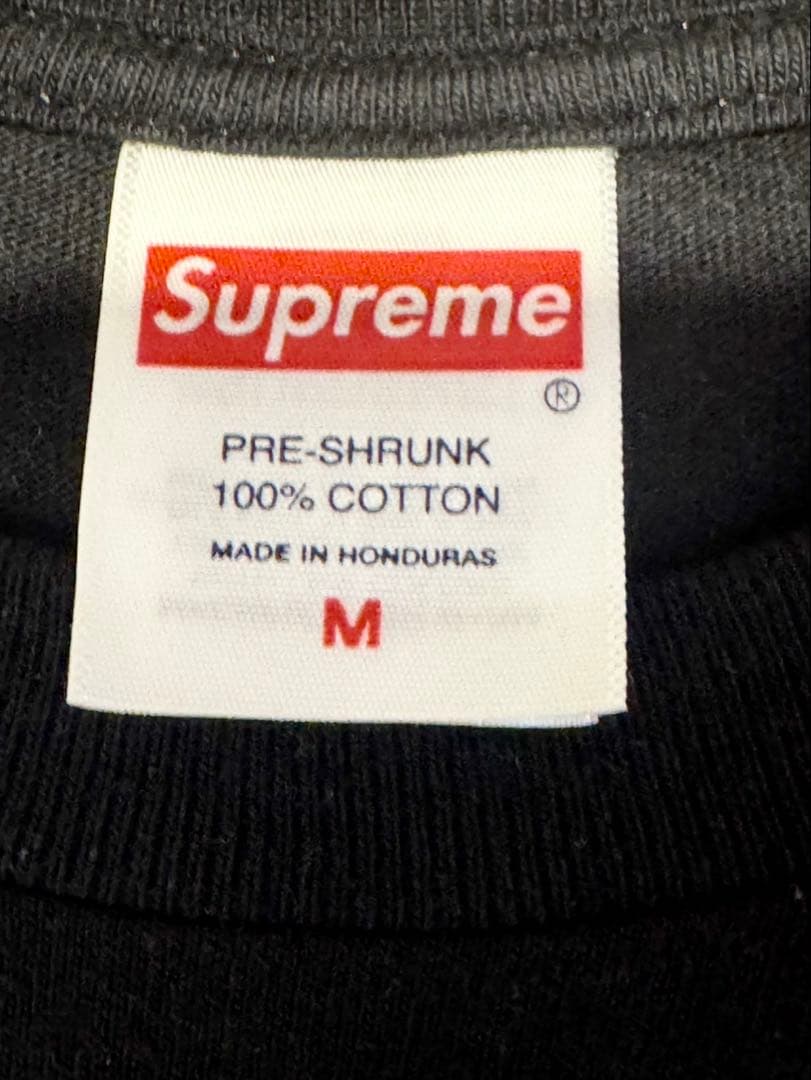 Supreme
®
PRE-SHRUNK
100% COTTON
MADE IN HONDURAS
M